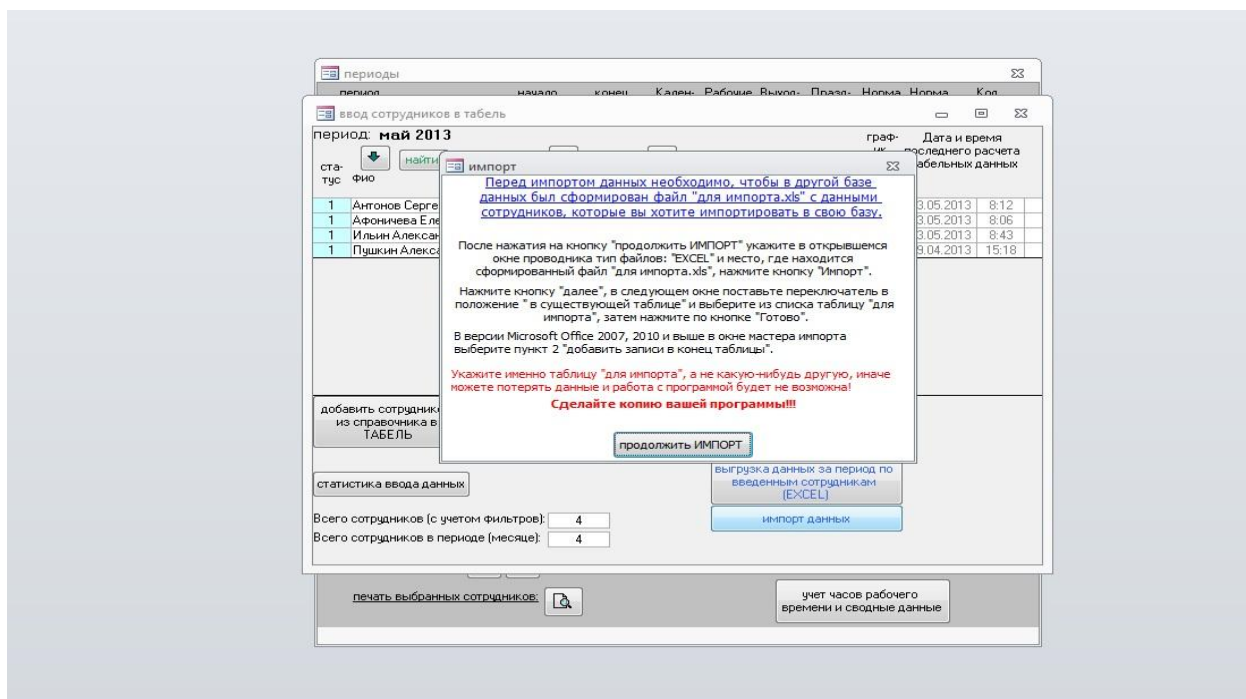 периоды
период начало конец Кален- Рабочие Выход- Празд- Норма Норма Кол
ввод сотрудников в табель
период: май 2013
граф- Дата и время
ик последнего расчета
табельных данных
ста-
тус
найти
фио
1 Антонов Серге 3.05.2013 8:12
1 Афоничева Еле 3.05.2013 8:06
1 Ильин Алексан 3.05.2013 8:43
1 Пушкин Алекса 9.04.2013 15:18
импорт
Перед импортом данных необходимо, чтобы в другой базе
данных был сформирован файл "для импорта.xls" с данными
сотрудников, которые вы хотите импортировать в свою базу.
После нажатия на кнопку "продолжить ИМПОРТ" укажите в открывшемся
окне проводника тип файлов: "EXCEL" и место, где находится
сформированный файл "для импорта.xls", нажмите кнопку "Импорт".
Нажмите кнопку "далее", в следующем окне поставьте переключатель в
положение " в существующей таблице" и выберите из списка таблицу "для
импорта", затем нажмите по кнопке "Готово".
В версии Microsoft Office 2007, 2010 и выше в окне мастера импорта
выберите пункт 2 "добавить записи в конец таблицы".
Укажите именно таблицу "для импорта", а не какую-нибудь другую, иначе
можете потерять данные и работа с программой будет не возможна!
Сделайте копию вашей программы!!!
продолжить ИМПОРТ
добавить сотруднико
из справочника в
ТАБЕЛЬ
статистика ввода данных
выгрузка данных за период по
введенным сотрудникам
(EXCEL)
импорт данных
Всего сотрудников (с учетом фильтров): 4
Всего сотрудников в периоде (месяце): 4
печать выбранных сотрудников:
учет часов рабочего
времени и сводные данные